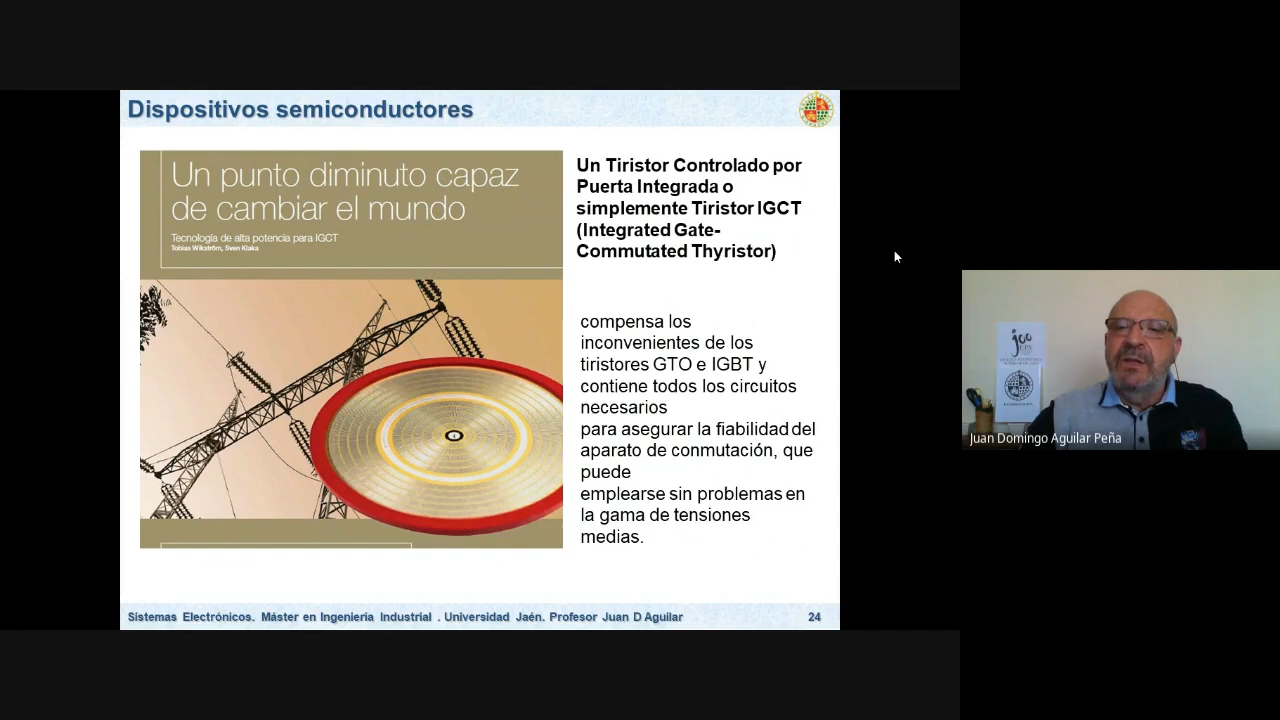 Dispositivos semiconductores
Un punto diminuto capaz
de cambiar el mundo
Tecnología de alta potencia para IGCT
Tobias Wikström, Sven Klaka
Un Tiristor Controlado por
Puerta Integrada o
simplemente Tiristor IGCT
(Integrated Gate-
Commutated Thyristor)
compensa los
inconvenientes de los
tiristores GTO e IGBT y
contiene todos los circuitos
necesarios
para asegurar la fiabilidad del
aparato de conmutación, que
puede
emplearse sin problemas en
la gama de tensiones
medias.
Sistemas Electrónicos. Máster en Ingeniería Industrial . Universidad Jaén. Profesor Juan D Aguilar
24
Juan Domingo Aguilar Peña